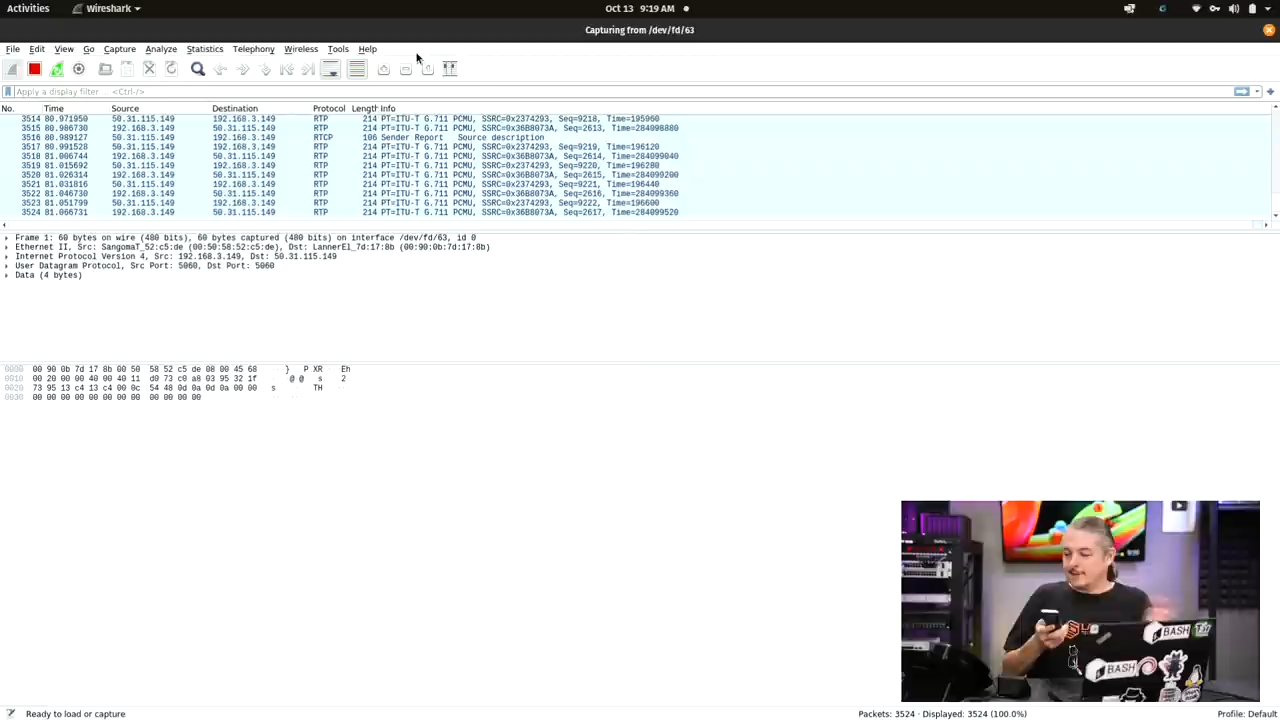 Activities Wireshark Oct 13 9:19 AM
Capturing from /dev/fd/63
File Edit View Go Capture Analyze Statistics Telephony Wireless Tools Help
Apply a display filter ... <Ctrl-/>
No. Time Source Destination Protocol Length Info
3514 80.971950 50.31.115.149 192.168.3.149 RTP 214 PT=ITU-T G.711 PCMU, SSRC=0x2374293, Seq=9218, Time=195960
3515 80.986730 192.168.3.149 50.31.115.149 RTP 214 PT=ITU-T G.711 PCMU, SSRC=0x36B8073A, Seq=2613, Time=284098880
3516 80.989127 50.31.115.149 192.168.3.149 RTCP 106 Sender Report Source description
3517 80.991528 50.31.115.149 192.168.3.149 RTP 214 PT=ITU-T G.711 PCMU, SSRC=0x2374293, Seq=9219, Time=196120
3518 81.006744 192.168.3.149 50.31.115.149 RTP 214 PT=ITU-T G.711 PCMU, SSRC=0x36B8073A, Seq=2614, Time=284099040
3519 81.015692 50.31.115.149 192.168.3.149 RTP 214 PT=ITU-T G.711 PCMU, SSRC=0x2374293, Seq=9220, Time=196280
3520 81.026314 192.168.3.149 50.31.115.149 RTP 214 PT=ITU-T G.711 PCMU, SSRC=0x36B8073A, Seq=2615, Time=284099200
3521 81.031816 50.31.115.149 192.168.3.149 RTP 214 PT=ITU-T G.711 PCMU, SSRC=0x2374293, Seq=9221, Time=196440
3522 81.046730 192.168.3.149 50.31.115.149 RTP 214 PT=ITU-T G.711 PCMU, SSRC=0x36B8073A, Seq=2616, Time=284099360
3523 81.051799 50.31.115.149 192.168.3.149 RTP 214 PT=ITU-T G.711 PCMU, SSRC=0x2374293, Seq=9222, Time=196600
3524 81.066731 192.168.3.149 50.31.115.149 RTP 214 PT=ITU-T G.711 PCMU, SSRC=0x36B8073A, Seq=2617, Time=284099520
Frame 1: 60 bytes on wire (480 bits), 60 bytes captured (480 bits) on interface /dev/fd/63, id 0
Ethernet II, Src: SangomaT_52:c5:de (00:50:58:52:c5:de), Dst: LannerEl_7d:17:8b (00:90:0b:7d:17:8b)
Internet Protocol Version 4, Src: 192.168.3.149, Dst: 50.31.115.149
User Datagram Protocol, Src Port: 5060, Dst Port: 5060
Data (4 bytes)
0000 00 90 0b 7d 17 8b 00 50 58 52 c5 de 08 00 45 68 } P XR Eh
0010 00 20 00 00 40 00 40 11 d0 73 c0 a8 03 95 32 1f @ @ s 2
0020 73 95 13 c4 13 c4 00 0c 54 48 0d 0a 0d 0a 00 00 s TH
0030 00 00 00 00 00 00 00 00 00 00 00 00
BASH
BASH
Ready to load or capture Packets: 3524 · Displayed: 3524 (100.0%) Profile: Default